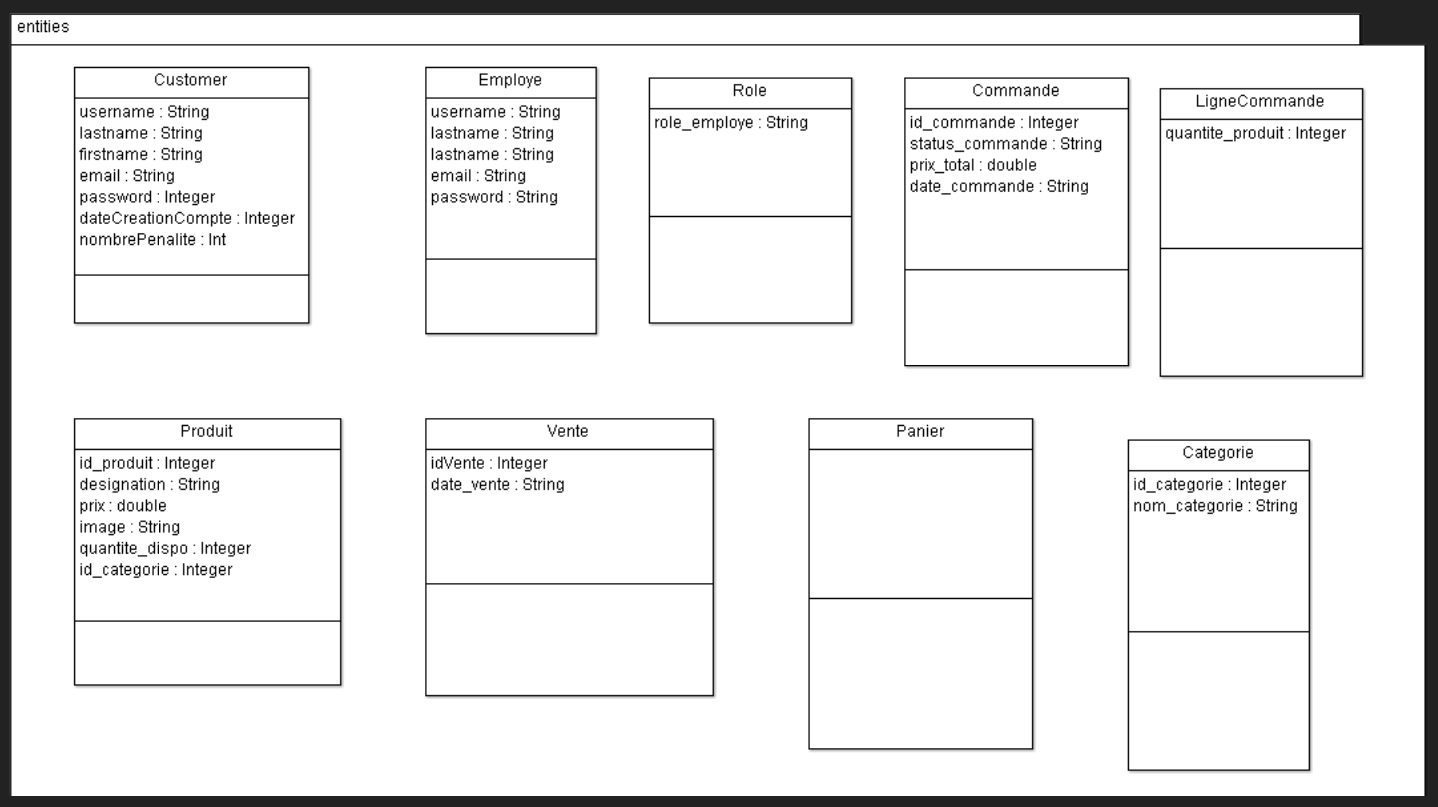 entities
Customer
username : String
lastname : String
firstname : String
email : String
password : Integer
dateCreationCompte : Integer
nombrePenalite : Int
Employe
username : String
lastname : String
lastname : String
email : String
password : String
Role
role_employe : String
Commande
id_commande : Integer
status_commande : String
prix_total : double
date_commande : String
LigneCommande
quantite_produit : Integer
Produit
id_produit : Integer
designation : String
prix : double
image : String
quantite_dispo : Integer
id_categorie : Integer
Vente
idVente : Integer
date_vente : String
Panier
Categorie
id_categorie : Integer
nom_categorie : String